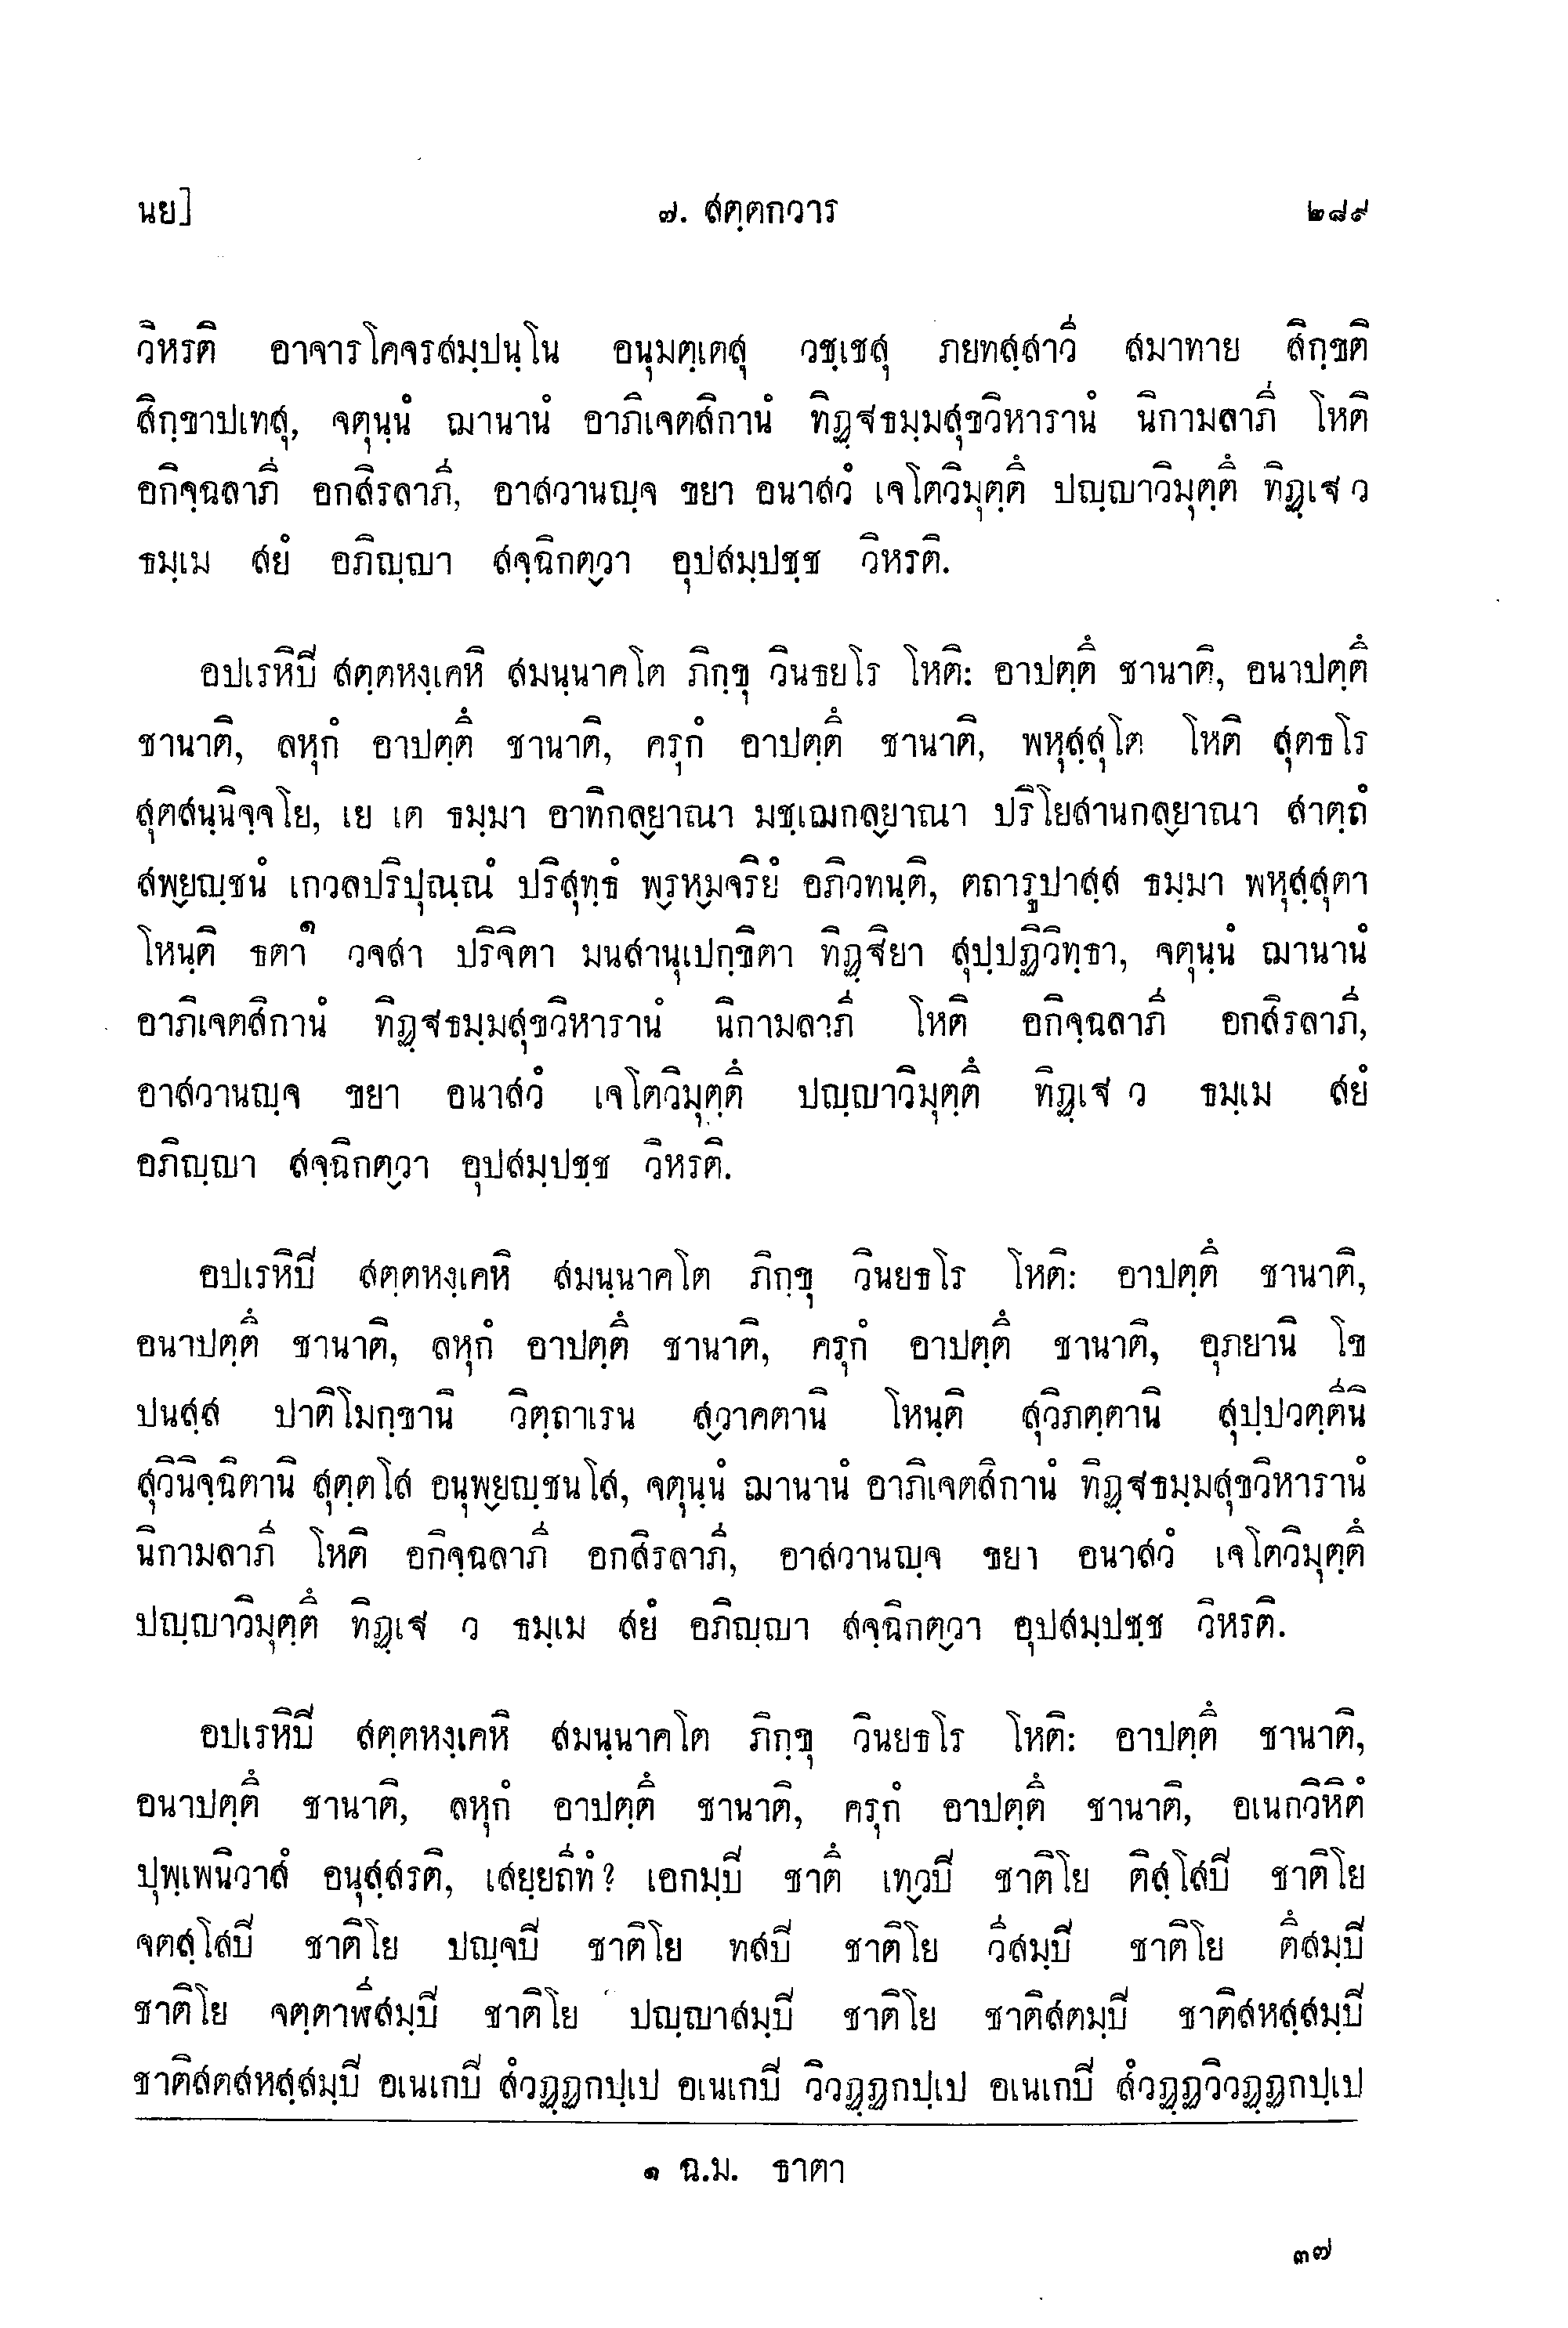 นย] ๗. สตฺตกวาร ๒๘๙
วิหรติ อาจารโคจรสมฺปนฺโน อนุมตฺเตสุ วชฺเชสุ ภยทสฺสาวี สมาทาย สิกฺขติ
สิกฺขาปเทสุ, จตุนฺนํ ฌานานํ อาภิเจตสิกานํ ทิฏฺฐธมฺมสุขวิหารานํ นิกามลาภี โหติ
อกิจฺฉลาภี อกสิรลาภี, อาสวานญฺจ ขยา อนาสวํ เจโตวิมุตฺตึ ปญฺญาวิมุตฺตึ ทิฏฺเฐ ว
ธมฺเม สยํ อภิญฺญา สจฺฉิกตฺวา อุปสมฺปชฺช วิหรติ.
อปเรหิปี สตฺตหงฺเคหิ สมนฺนาคโต ภิกฺขุ วินธยโร โหติ: อาปตฺตึ ชานาติ, อนาปตฺตึ
ชานาติ, ลหุกํ อาปตฺตึ ชานาติ, ครุกํ อาปตฺตึ ชานาติ, พหุสฺสุโต โหติ สุตธโร
สุตสนฺนิจฺจโย, เย เต ธมฺมา อาทิกลฺยาณา มชฺเฌกลฺยาณา ปริโยสานกลฺยาณา สาตฺถํ
สพฺยญฺชนํ เกวลปริปุณฺณํ ปริสุทฺธํ พฺรหฺมจริยํ อภิวทนฺติ, ตถารูปาสฺส ธมฺมา พหุสฺสุตา
โหนฺติ ธตา๑ วจสา ปริจิตา มนสานุเปกฺขิตา ทิฏฺฐิยา สุปฺปฏิวิทฺธา, จตุนฺนํ ฌานานํ
อาภิเจตสิกานํ ทิฏฺฐธมฺมสุขวิหารานํ นิกามลาภี โหติ อกิจฺฉลาภี อกสิรลาภี,
อาสวานญฺจ ขยา อนาสวํ เจโตวิมุตฺตึ ปญฺญาวิมุตฺตึ ทิฏฺเฐ ว ธมฺเม สยํ
อภิญฺญา สจฺฉิกตฺวา อุปสมฺปชฺช วิหรติ.
อปเรหิปี สตฺตหงฺเคหิ สมนฺนาคโต ภิกฺขุ วินยธโร โหติ: อาปตฺตึ ชานาติ,
อนาปตฺตึ ชานาติ, ลหุกํ อาปตฺตึ ชานาติ, ครุกํ อาปตฺตึ ชานาติ, อุภยานิ โข
ปนสฺส ปาติโมกฺขานิ วิตฺถาเรน สฺวาคตานิ โหนฺติ สุวิภตฺตานิ สุปฺปวตฺตีนิ
สุวินิจฺฉิตานิ สุตฺตโส อนุพฺยญฺชนโส, จตุนฺนํ ฌานานํ อาภิเจตสิกานํ ทิฏฺฐธมฺมสุขวิหารานํ
นิกามลาภี โหติ อกิจฺฉลาภี อกสิรลาภี, อาสวานญฺจ ขยา อนาสวํ เจโตวิมุตฺตึ
ปญฺญาวิมุตฺตึ ทิฏฺเฐ ว ธมฺเม สยํ อภิญฺญา สจฺฉิกตฺวา อุปสมฺปชฺช วิหรติ.
อปเรหิปี สตฺตหงฺเคหิ สมนฺนาคโต ภิกฺขุ วินยธโร โหติ: อาปตฺตึ ชานาติ,
อนาปตฺตึ ชานาติ, ลหุกํ อาปตฺตึ ชานาติ, ครุกํ อาปตฺตึ ชานาติ, อเนกวิหิตํ
ปุพฺเพนิวาสํ อนุสฺสรติ, เสยฺยถีทํ? เอกมฺปี ชาตึ เทฺวปี ชาติโย ติสฺโสปี ชาติโย
จตสฺโสปี ชาติโย ปญฺจปี ชาติโย ทสปี ชาติโย วีสมฺปี ชาติโย ตึสมฺปี
ชาติโย จตฺตาฬีสมฺปี ชาติโย ปญฺญาสมฺปี ชาติโย ชาติสตมฺปี ชาติสหสฺสมฺปี
ชาติสตสหสฺสมฺปี อเนเกปี สํวฏฺฏกปฺเป อเนเกปี วิวฏฺฏกปฺเป อเนเกปี สํวฏฺฏวิวฏฺฏกปฺเป
๑ ฉ.ม. ธาตา
๓๗